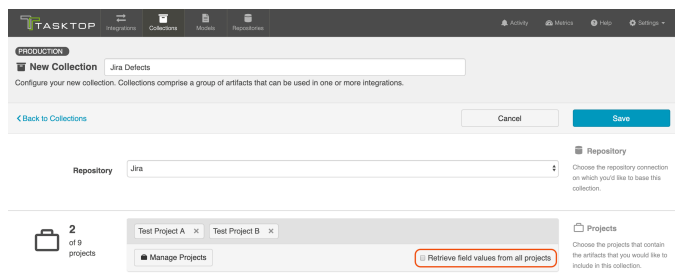 TASKTOP
Integrations
Collections
Models
Repositories
Activity
Metrics
Help
Settings
PRODUCTION
New Collection
Jira Defects
Configure your new collection. Collections comprise a group of artifacts that can be used in one or more integrations.
Back to Collections
Cancel
Save
Repository
Jira
Repository
Choose the repository connection
on which you'd like to base this
collection.
2
of 9
projects
Test Project A ×
Test Project B ×
Manage Projects
Retrieve field values from all projects
Projects
Choose the projects that contain
the artifacts that you would like to
include in this collection.